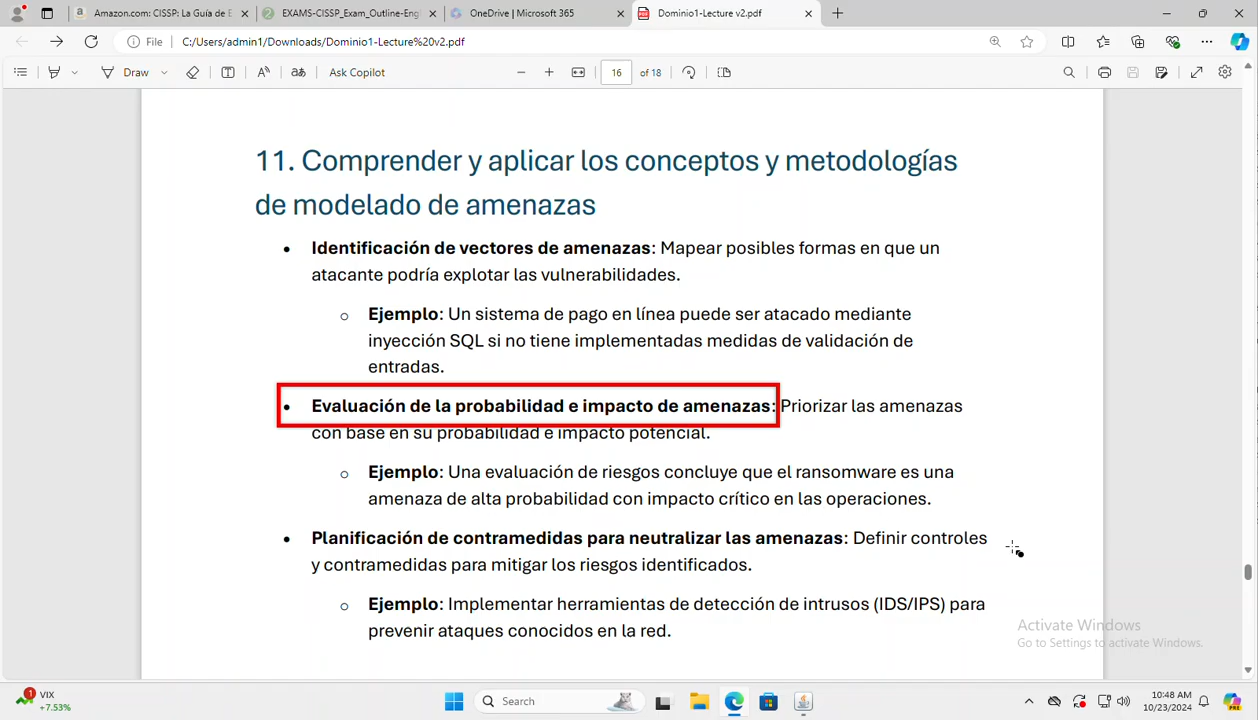 Amazon.com: CISSP: La Guía de E
EXAMS-CISSP_Exam_Outline-Engl
OneDrive | Microsoft 365
Dominio1-Lecture v2.pdf
File C:/Users/admin1/Downloads/Dominio1-Lecture%20v2.pdf
Draw
Ask Copilot
16 of 18
11. Comprender y aplicar los conceptos y metodologías
de modelado de amenazas
• Identificación de vectores de amenazas: Mapear posibles formas en que un
atacante podría explotar las vulnerabilidades.
o Ejemplo: Un sistema de pago en línea puede ser atacado mediante
inyección SQL si no tiene implementadas medidas de validación de
entradas.
• Evaluación de la probabilidad e impacto de amenazas: Priorizar las amenazas
con base en su probabilidad e impacto potencial.
o Ejemplo: Una evaluación de riesgos concluye que el ransomware es una
amenaza de alta probabilidad con impacto crítico en las operaciones.
• Planificación de contramedidas para neutralizar las amenazas: Definir controles
y contramedidas para mitigar los riesgos identificados.
o Ejemplo: Implementar herramientas de detección de intrusos (IDS/IPS) para
prevenir ataques conocidos en la red.
Activate Windows
Go to Settings to activate Windows.
1 VIX
+7.53%
Search
10:48 AM
10/23/2024